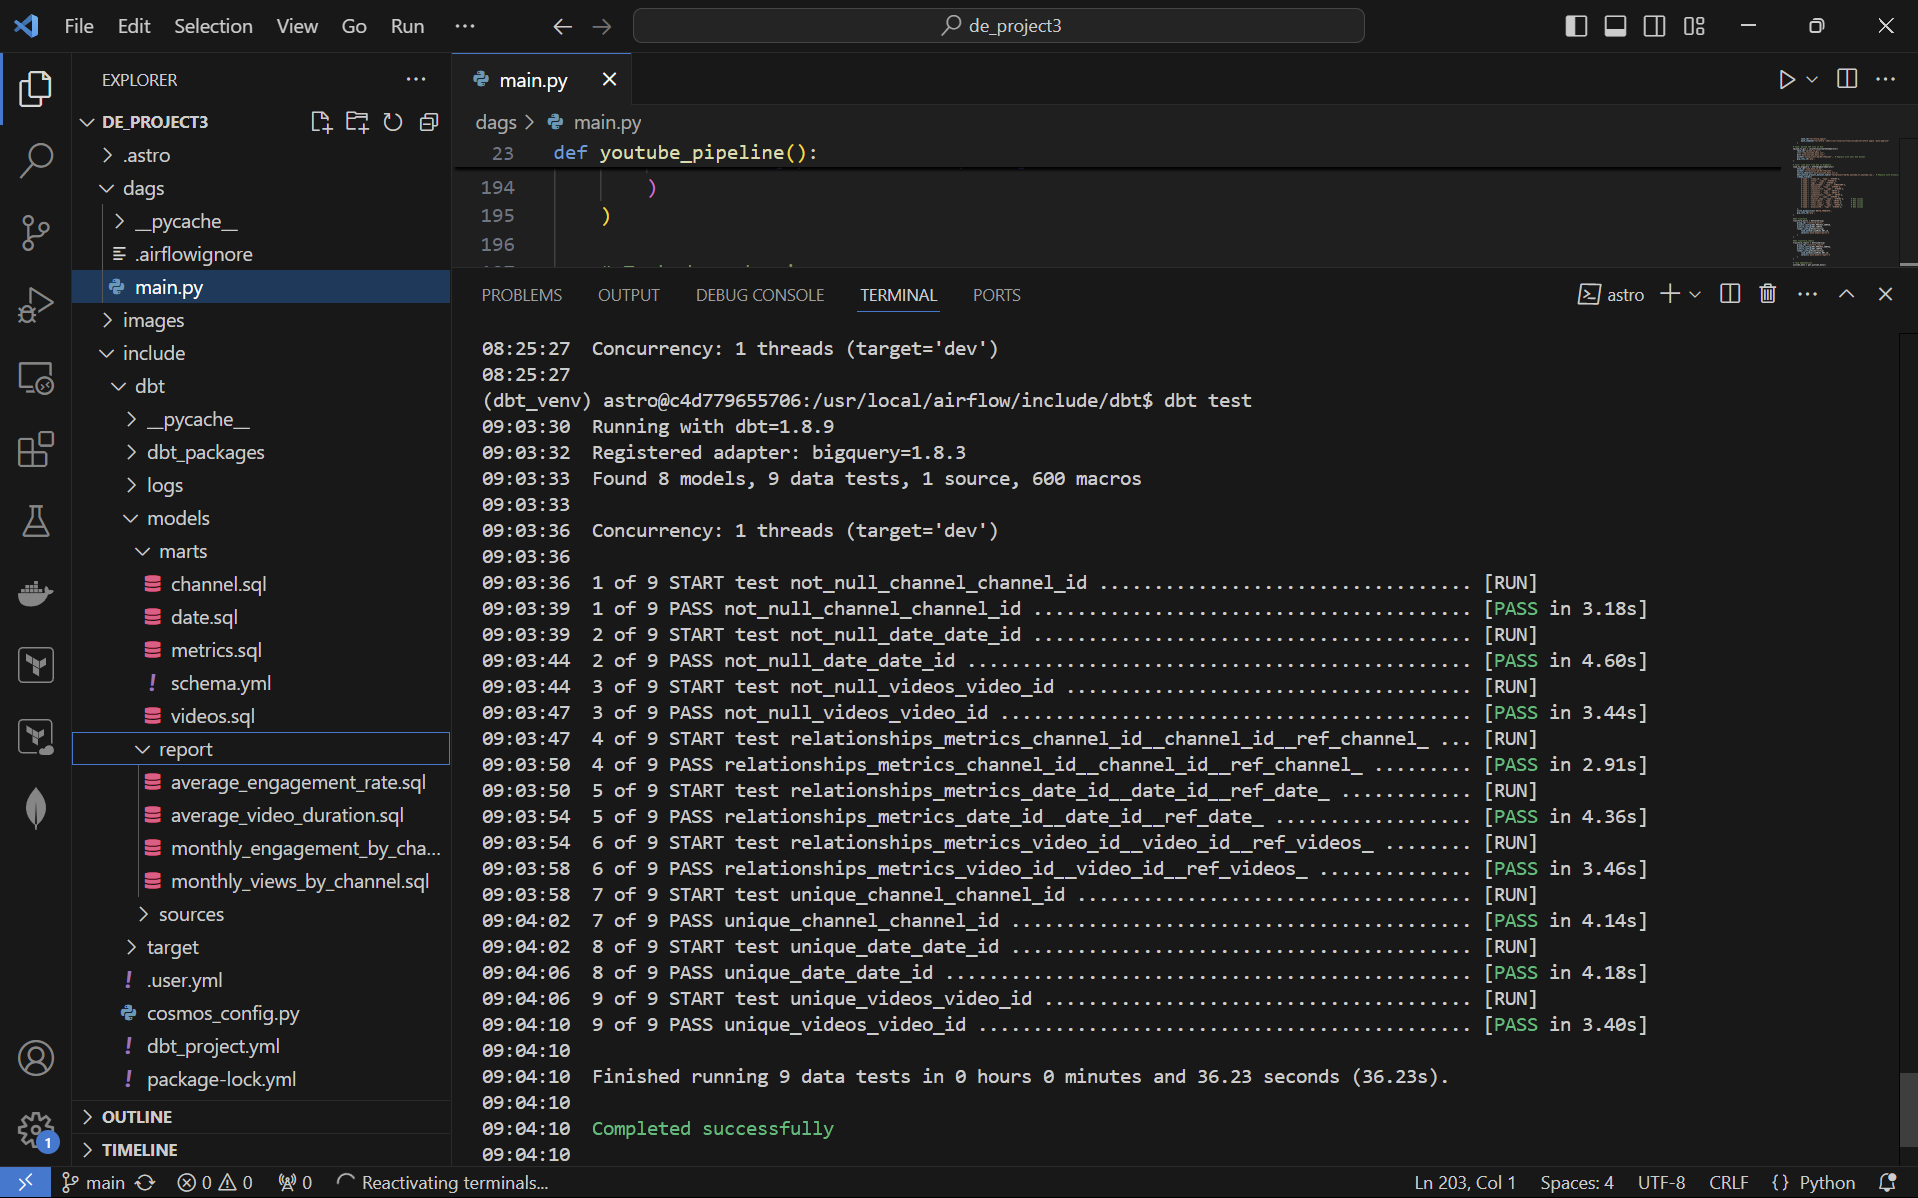 File Edit Selection View Go Run ··· de_project3
EXPLORER
DE_PROJECT3
.astro
dags
__pycache__
.airflowignore
main.py
images
include
dbt
__pycache__
dbt_packages
logs
models
marts
channel.sql
date.sql
metrics.sql
! schema.yml
videos.sql
report
average_engagement_rate.sql
average_video_duration.sql
monthly_engagement_by_cha...
monthly_views_by_channel.sql
sources
target
! .user.yml
cosmos_config.py
! dbt_project.yml
! package-lock.yml
OUTLINE
TIMELINE
main.py
dags > main.py
23 def youtube_pipeline():
194 )
195 )
196
PROBLEMS OUTPUT DEBUG CONSOLE TERMINAL PORTS astro
08:25:27 Concurrency: 1 threads (target='dev')
08:25:27
(dbt_venv) astro@c4d779655706:/usr/local/airflow/include/dbt$ dbt test
09:03:30 Running with dbt=1.8.9
09:03:32 Registered adapter: bigquery=1.8.3
09:03:33 Found 8 models, 9 data tests, 1 source, 600 macros
09:03:33
09:03:36 Concurrency: 1 threads (target='dev')
09:03:36
09:03:36 1 of 9 START test not_null_channel_channel_id .................................. [RUN]
09:03:39 1 of 9 PASS not_null_channel_channel_id ........................................ [PASS in 3.18s]
09:03:39 2 of 9 START test not_null_date_date_id ........................................ [RUN]
09:03:44 2 of 9 PASS not_null_date_date_id .............................................. [PASS in 4.60s]
09:03:44 3 of 9 START test not_null_videos_video_id ..................................... [RUN]
09:03:47 3 of 9 PASS not_null_videos_video_id ........................................... [PASS in 3.44s]
09:03:47 4 of 9 START test relationships_metrics_channel_id__channel_id__ref_channel_ ... [RUN]
09:03:50 4 of 9 PASS relationships_metrics_channel_id__channel_id__ref_channel_ ......... [PASS in 2.91s]
09:03:50 5 of 9 START test relationships_metrics_date_id__date_id__ref_date_ ............ [RUN]
09:03:54 5 of 9 PASS relationships_metrics_date_id__date_id__ref_date_ .................. [PASS in 4.36s]
09:03:54 6 of 9 START test relationships_metrics_video_id__video_id__ref_videos_ ........ [RUN]
09:03:58 6 of 9 PASS relationships_metrics_video_id__video_id__ref_videos_ .............. [PASS in 3.46s]
09:03:58 7 of 9 START test unique_channel_channel_id .................................... [RUN]
09:04:02 7 of 9 PASS unique_channel_channel_id .......................................... [PASS in 4.14s]
09:04:02 8 of 9 START test unique_date_date_id .......................................... [RUN]
09:04:06 8 of 9 PASS unique_date_date_id ................................................ [PASS in 4.18s]
09:04:06 9 of 9 START test unique_videos_video_id ....................................... [RUN]
09:04:10 9 of 9 PASS unique_videos_video_id ............................................. [PASS in 3.40s]
09:04:10
09:04:10 Finished running 9 data tests in 0 hours 0 minutes and 36.23 seconds (36.23s).
09:04:10
09:04:10 Completed successfully
09:04:10
1
main 0 0 0 Reactivating terminals... Ln 203, Col 1 Spaces: 4 UTF-8 CRLF {} Python